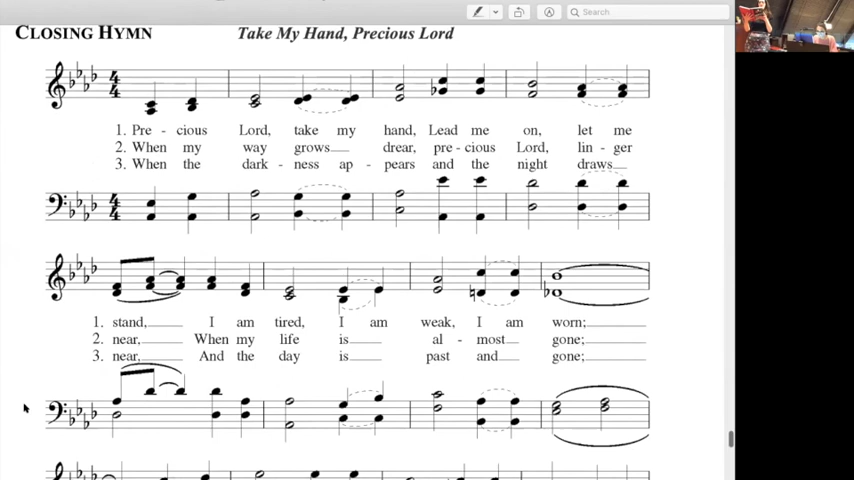 Search
CLOSING HYMN Take My Hand, Precious Lord
1. Pre - cious Lord, take my hand, Lead me on, let me
2. When my way grows drear, pre - cious Lord, lin - ger
3. When the dark - ness ap - pears and the night draws
1. stand, I am tired, I am weak, I am worn;
2. near, When my life is al - most gone;
3. near, And the day is past and gone;